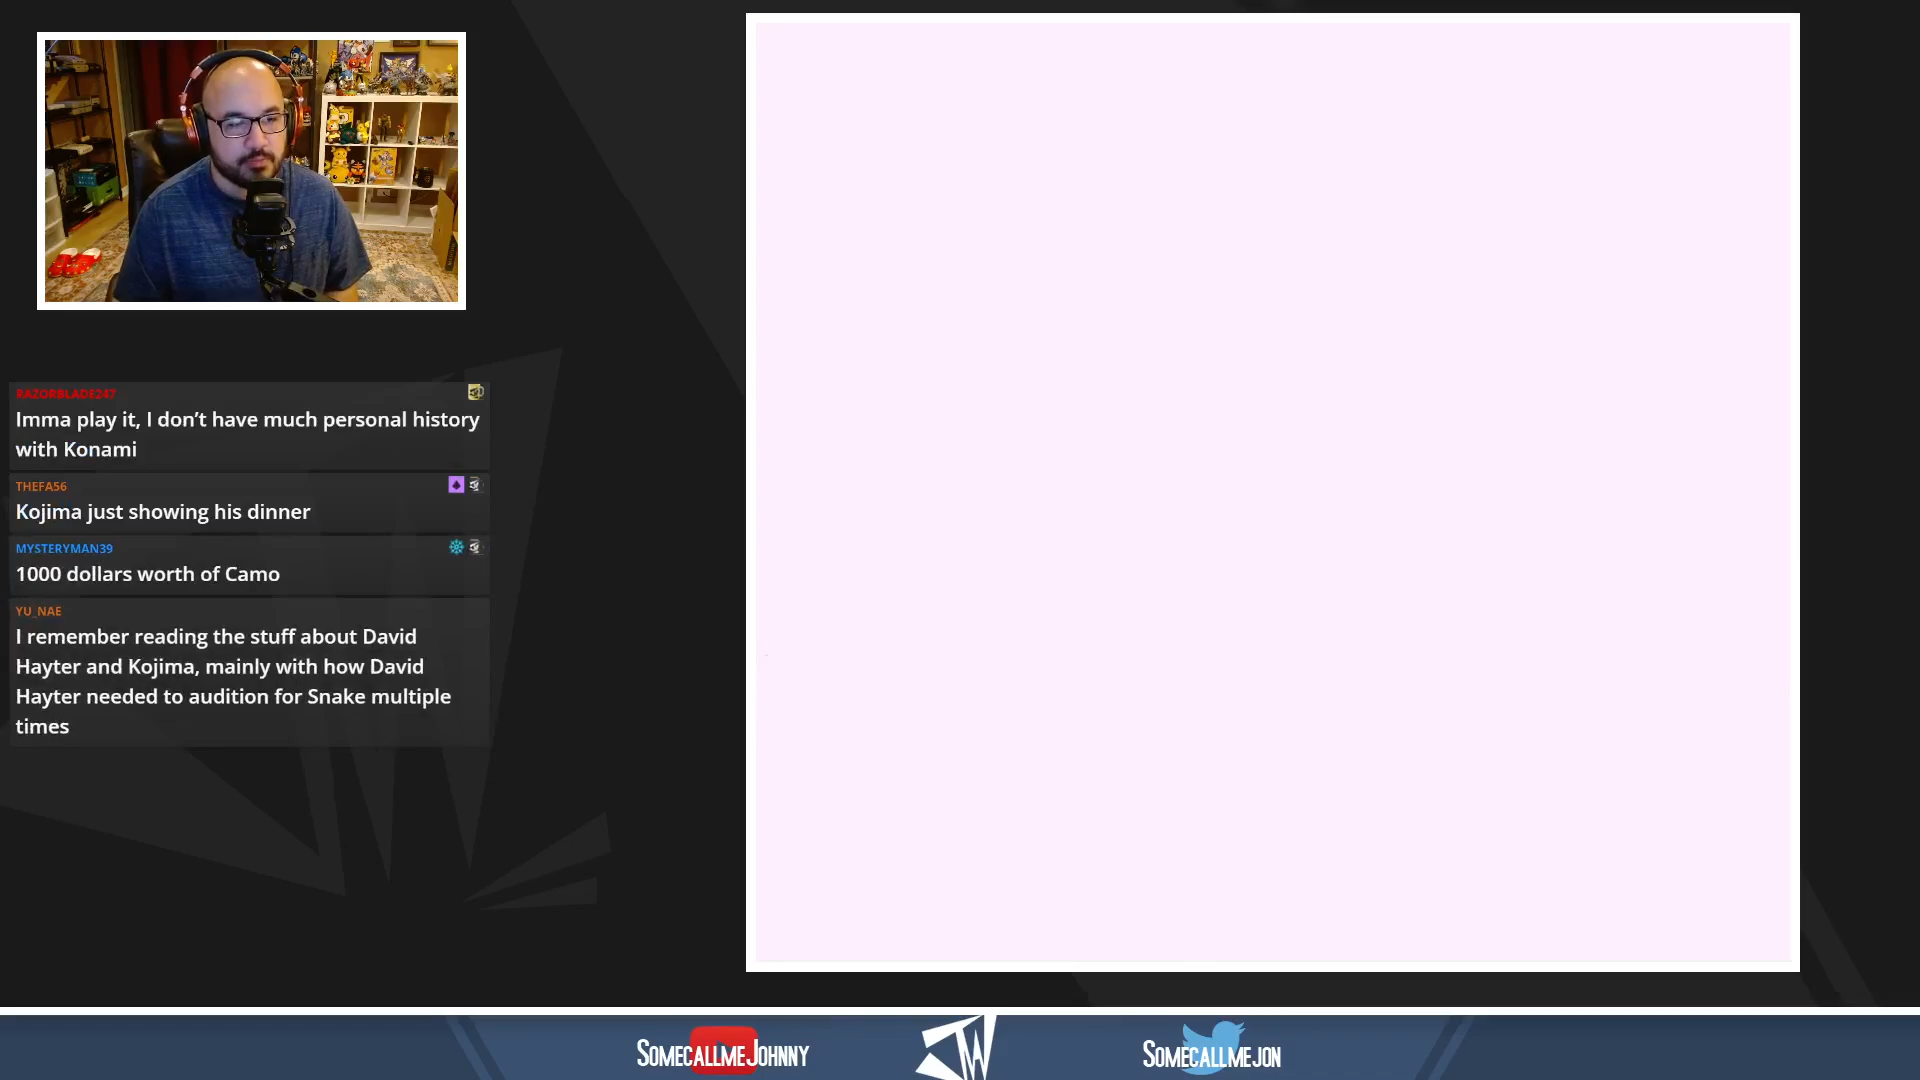 RAZORBLADE247
Imma play it, I don’t have much personal history
with Konami
THEFA56
Kojima just showing his dinner
MYSTERYMAN39
1000 dollars worth of Camo
YU_NAE
I remember reading the stuff about David
Hayter and Kojima, mainly with how David
Hayter needed to audition for Snake multiple
times
SOMECALLMEJOHNNY
SOMECALLMEJON